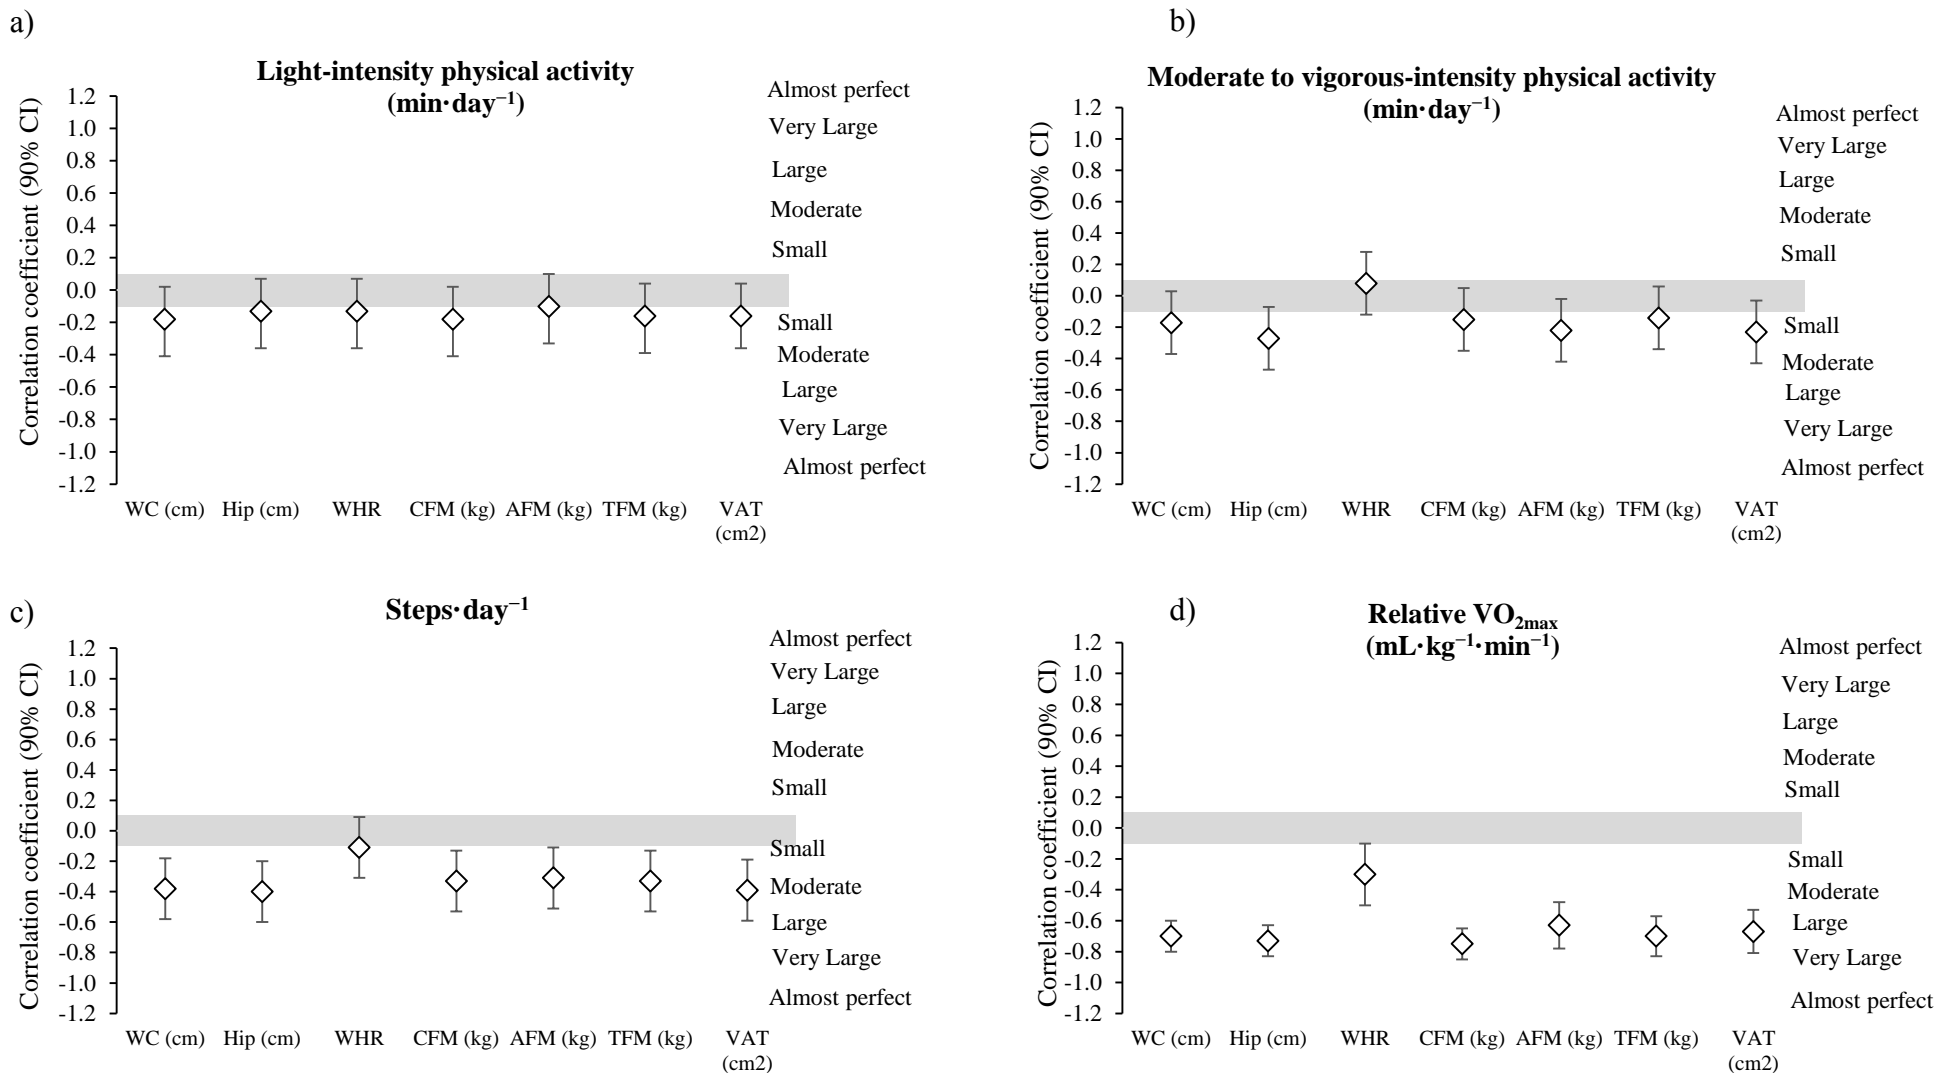 a)
Light-intensity physical activity
(min·day⁻¹)
Correlation coefficient (90% CI)
1.2
1.0
0.8
0.6
0.4
0.2
0.0
-0.2
-0.4
-0.6
-0.8
-1.0
-1.2
Almost perfect
Very Large
Large
Moderate
Small
Small
Moderate
Large
Very Large
Almost perfect
WC (cm) Hip (cm) WHR CFM (kg) AFM (kg) TFM (kg) VAT
(cm2)
b)
Moderate to vigorous-intensity physical activity
(min·day⁻¹)
Correlation coefficient (90% CI)
1.2
1.0
0.8
0.6
0.4
0.2
0.0
-0.2
-0.4
-0.6
-0.8
-1.0
-1.2
Almost perfect
Very Large
Large
Moderate
Small
Small
Moderate
Large
Very Large
Almost perfect
WC (cm) Hip (cm) WHR CFM (kg) AFM (kg) TFM (kg) VAT
(cm2)
c)
Steps·day⁻¹
Correlation coefficient (90% CI)
1.2
1.0
0.8
0.6
0.4
0.2
0.0
-0.2
-0.4
-0.6
-0.8
-1.0
-1.2
Almost perfect
Very Large
Large
Moderate
Small
Small
Moderate
Large
Very Large
Almost perfect
WC (cm) Hip (cm) WHR CFM (kg) AFM (kg) TFM (kg) VAT
(cm2)
d)
Relative VO₂max
(mL·kg⁻¹·min⁻¹)
Correlation coefficient (90% CI)
1.2
1.0
0.8
0.6
0.4
0.2
0.0
-0.2
-0.4
-0.6
-0.8
-1.0
-1.2
Almost perfect
Very Large
Large
Moderate
Small
Small
Moderate
Large
Very Large
Almost perfect
WC (cm) Hip (cm) WHR CFM (kg) AFM (kg) TFM (kg) VAT
(cm2)